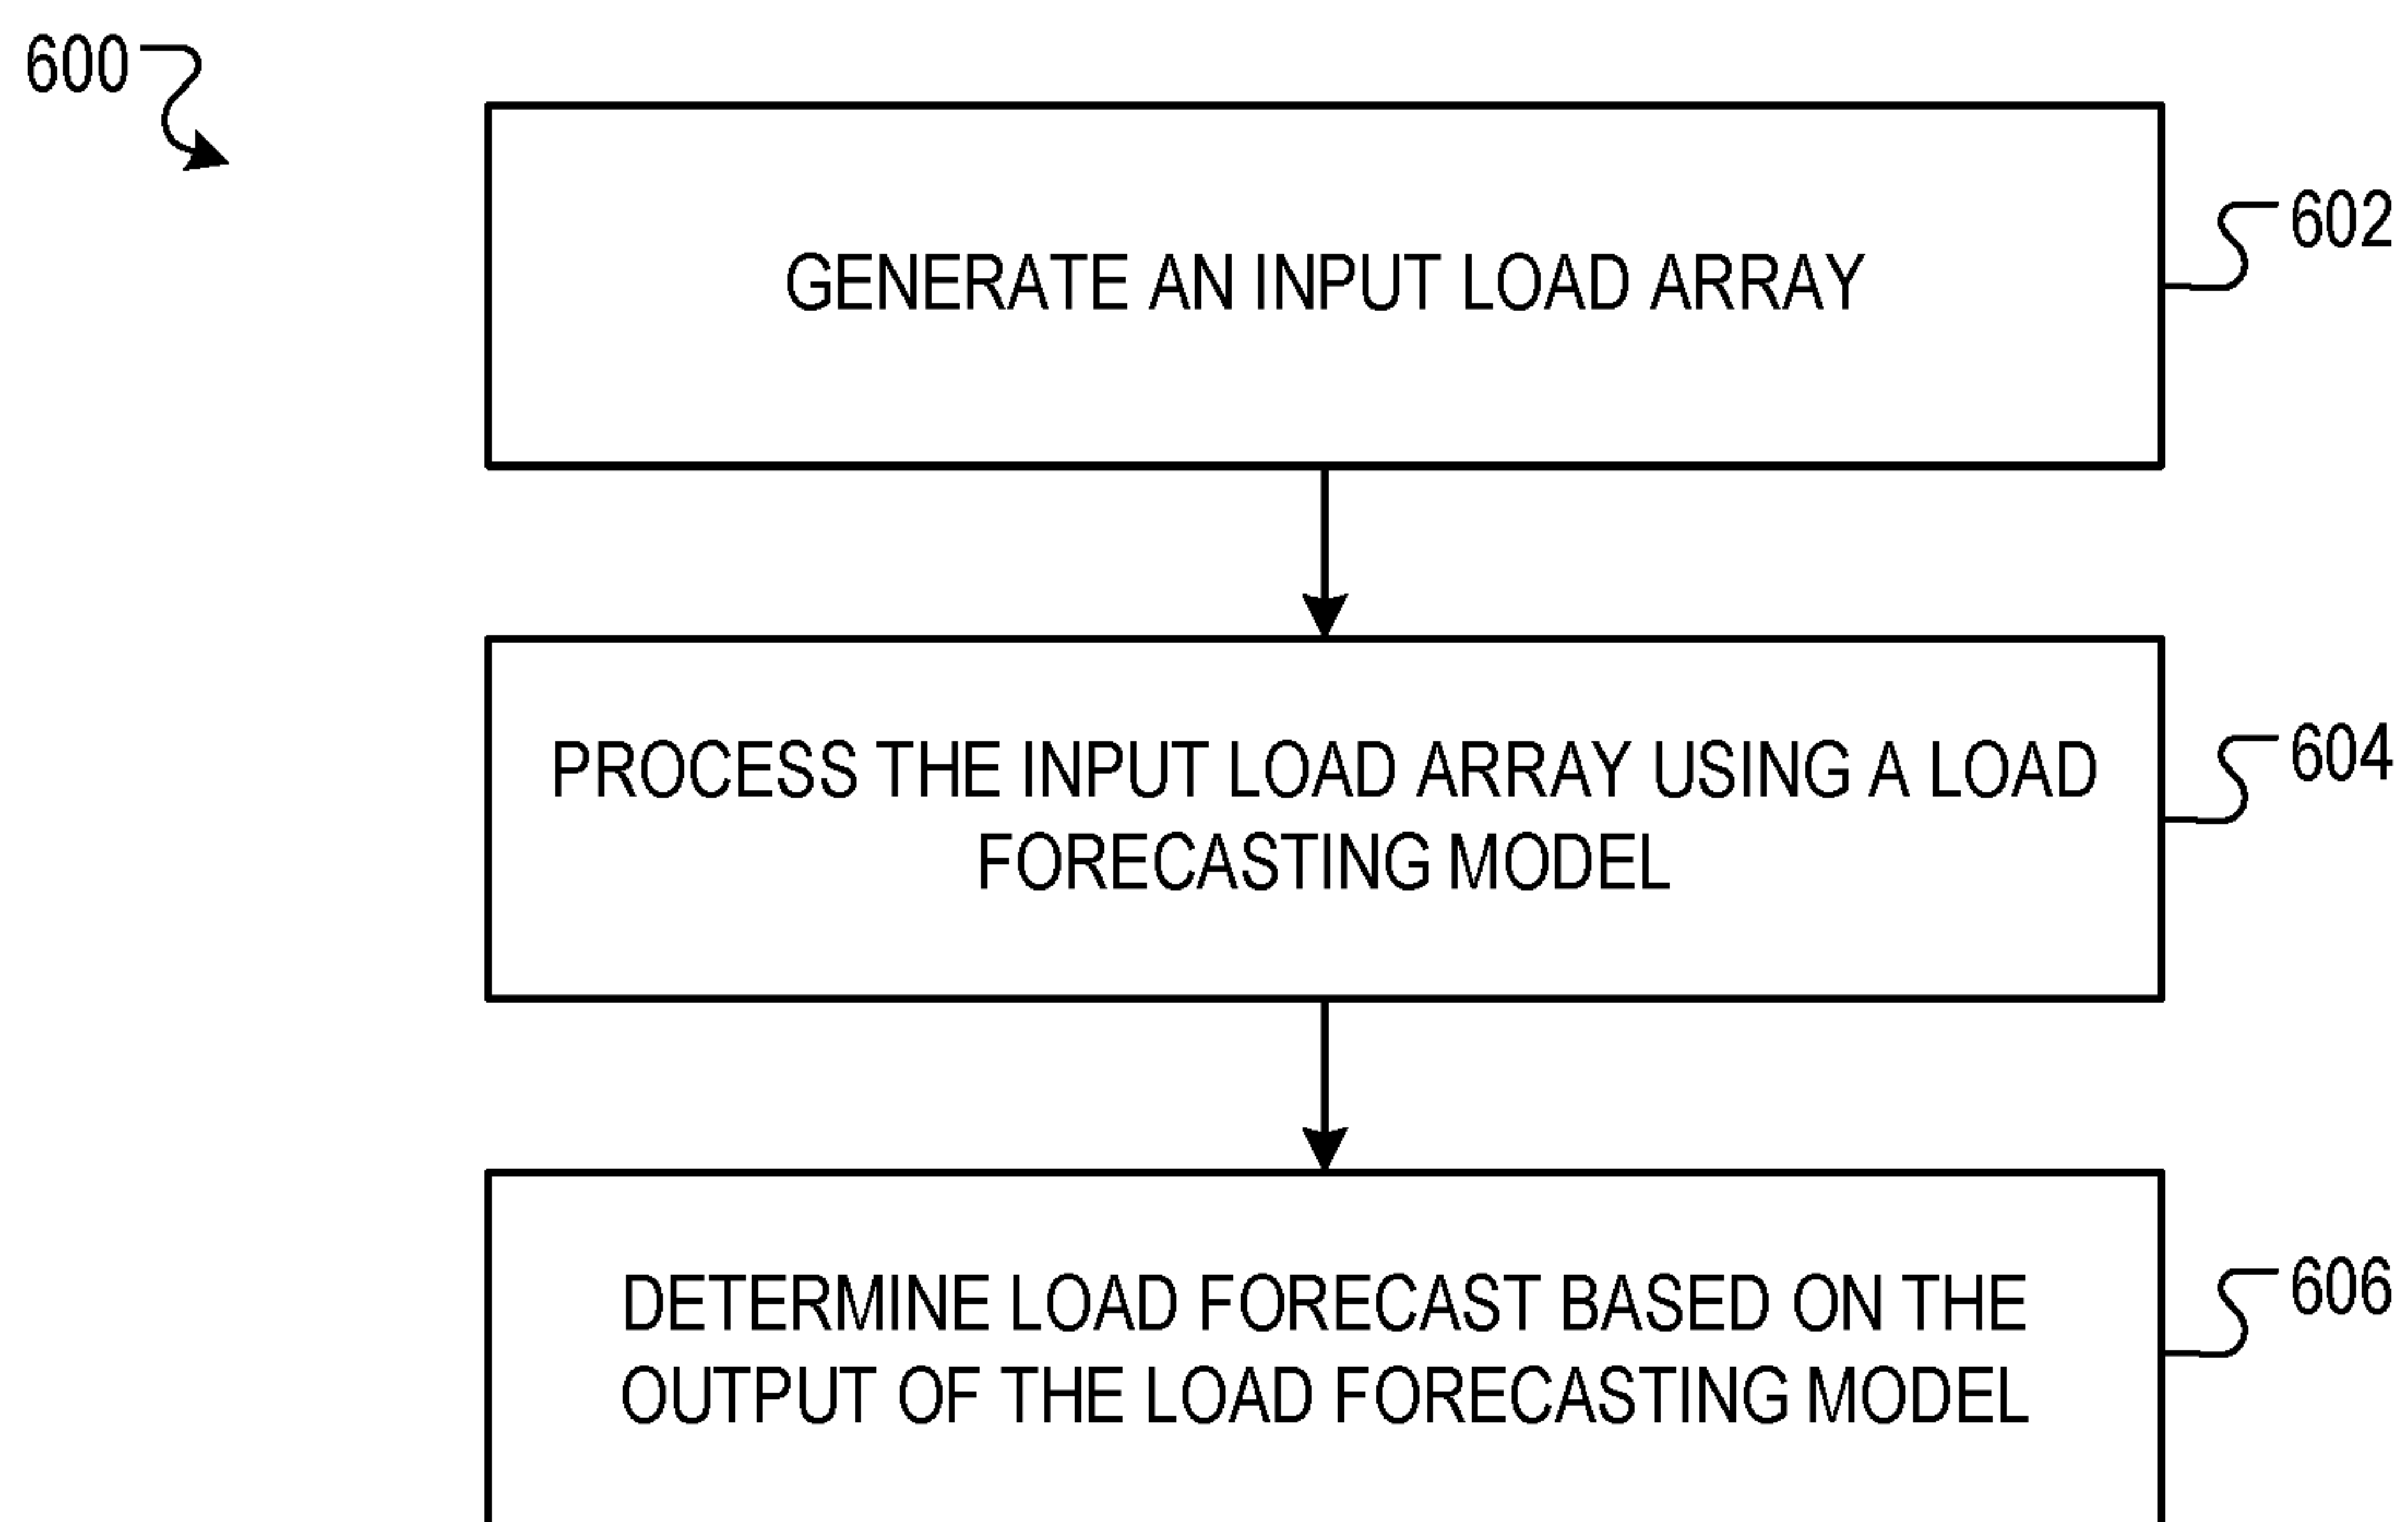 600
GENERATE AN INPUT LOAD ARRAY
602
PROCESS THE INPUT LOAD ARRAY USING A LOAD
FORECASTING MODEL
604
DETERMINE LOAD FORECAST BASED ON THE
OUTPUT OF THE LOAD FORECASTING MODEL
606